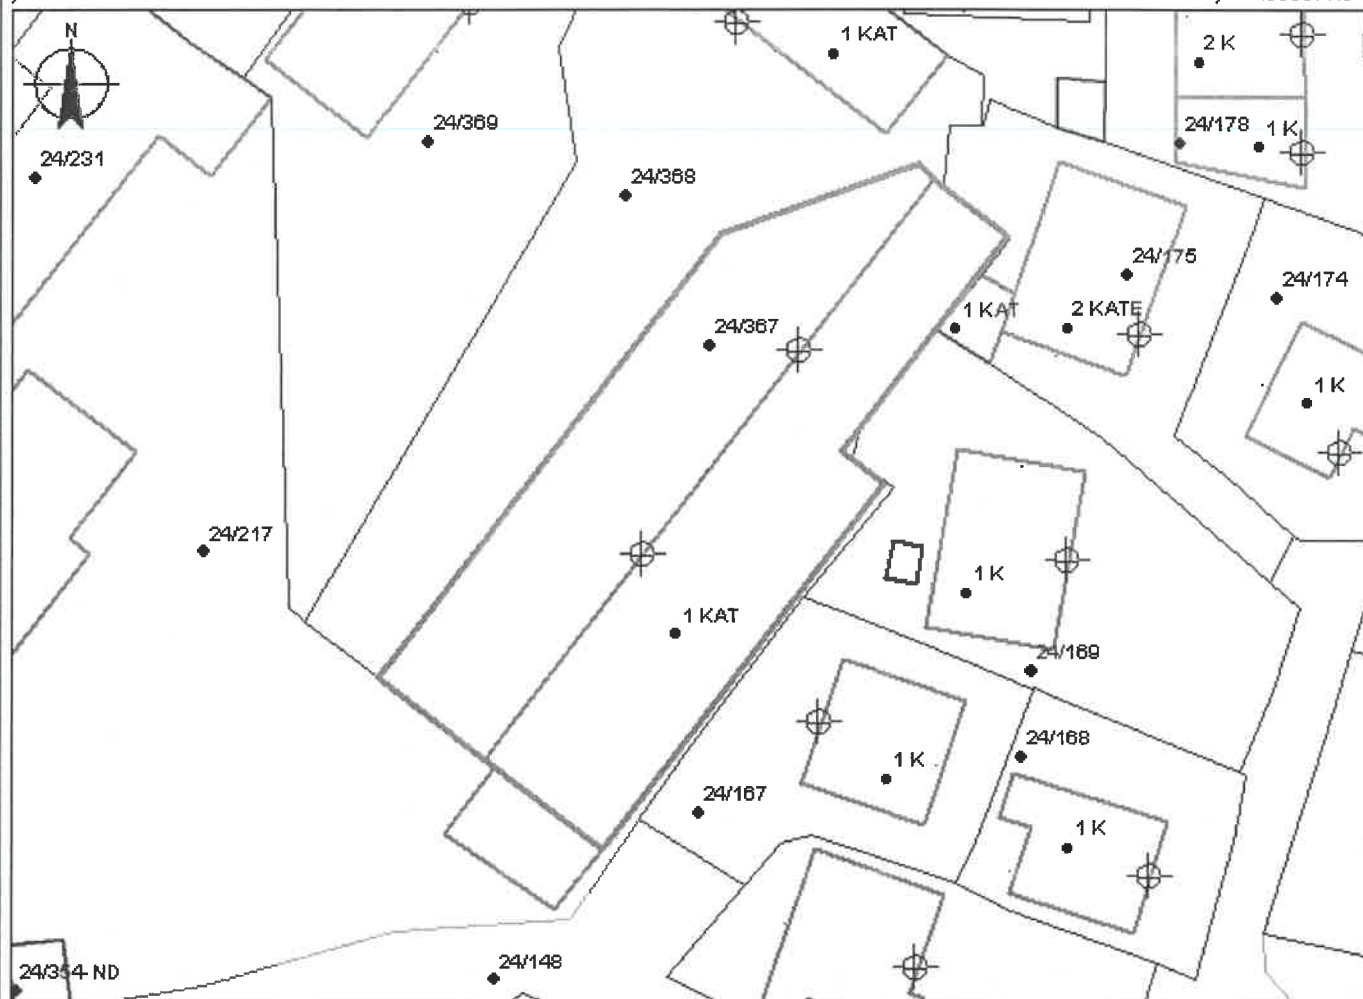 N
1 KAT
2 K
24/369
24/178
1 K
24/231
24/368
24/175
24/174
1 KAT
2 KATE
24/367
1 K
24/217
1 K
1 KAT
24/169
24/168
1 K
24/167
1 K
24/354-ND
24/148